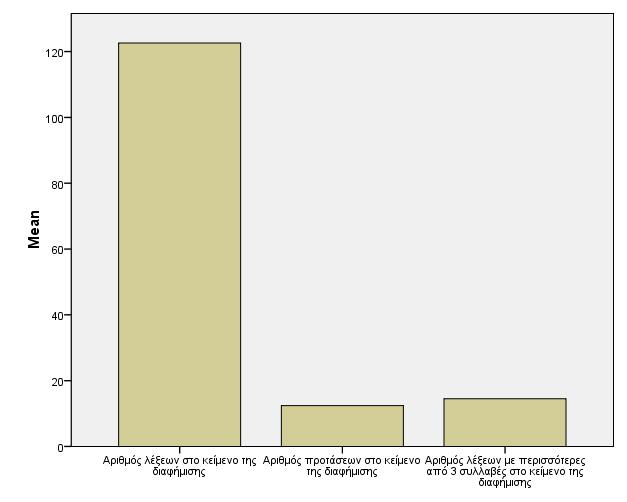 120
100
80
60
40
20
0
Mean
Αριθμός λέξεων στο κείμενο της
διαφήμισης
Αριθμός προτάσεων στο κείμενο
της διαφήμισης
Αριθμός λέξεων με περισσότερες
από 3 συλλαβές στο κείμενο της
διαφήμισης